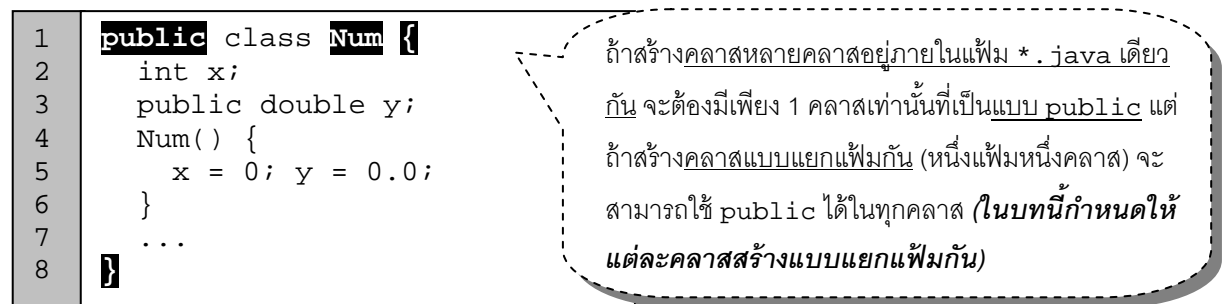 1 public class Num {
2 int x;
3 public double y;
4 Num() {
5 x = 0; y = 0.0;
6 }
7 ...
8 }
ถ้าสร้างคลาสหลายคลาสอยู่ภายในแฟ้ม *.java เดียว
กัน จะต้องมีเพียง 1 คลาสเท่านั้นที่เป็นแบบ public แต่
ถ้าสร้างคลาสแบบแยกแฟ้มกัน (หนึ่งแฟ้มหนึ่งคลาส) จะ
สามารถใช้ public ได้ในทุกคลาส (ในบทนี้กำหนดให้
แต่ละคลาสสร้างแบบแยกแฟ้มกัน)